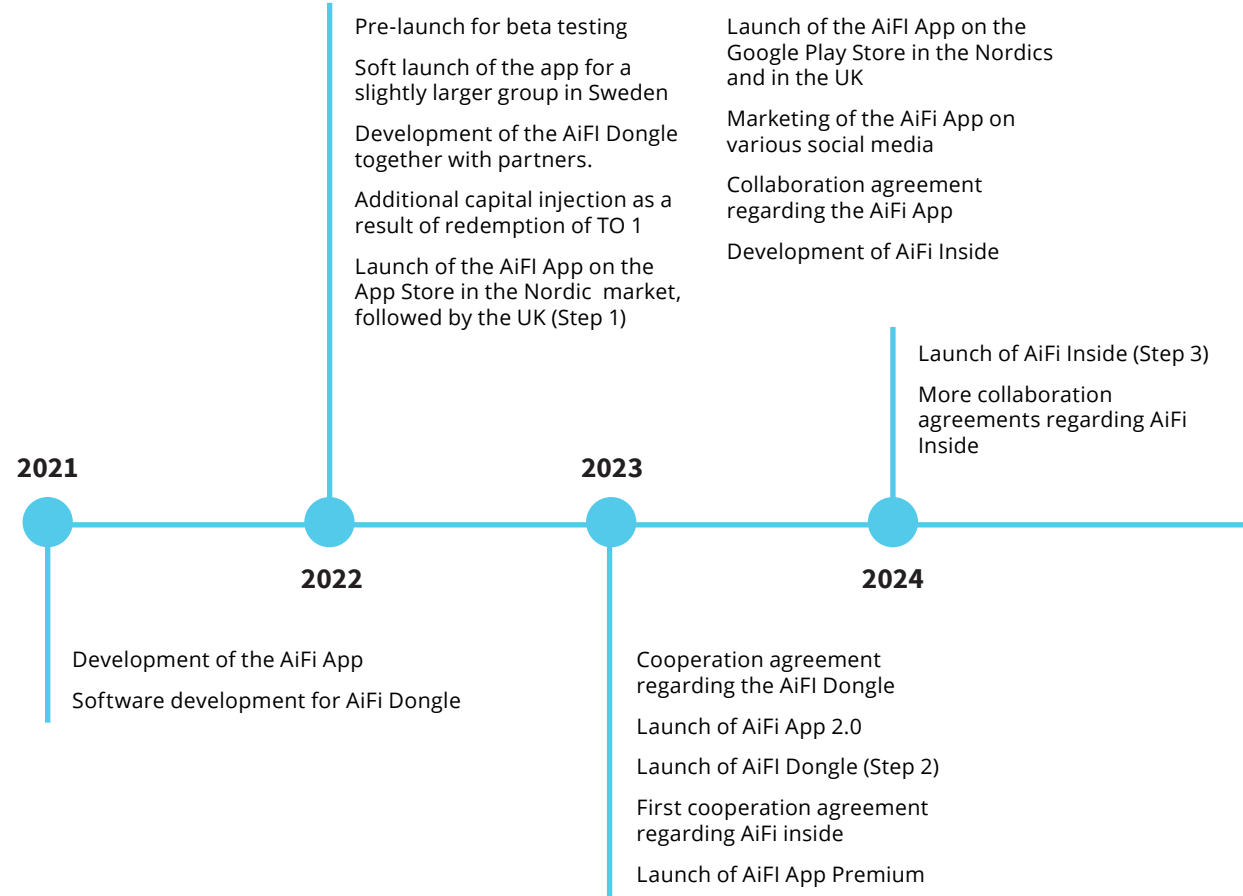 Pre-launch for beta testing
Soft launch of the app for a
slightly larger group in Sweden
Development of the AiFI Dongle
together with partners.
Additional capital injection as a
result of redemption of TO 1
Launch of the AiFI App on the
App Store in the Nordic  market,
followed by the UK (Step 1)
Launch of the AiFI App on the
Google Play Store in the Nordics
and in the UK
Marketing of the AiFi App on
various social media
Collaboration agreement
regarding the AiFi App
Development of AiFi Inside
Launch of AiFi Inside (Step 3)
More collaboration
agreements regarding AiFi
Inside
2021
2023
2022
2024
Development of the AiFi App
Software development for AiFi Dongle
Cooperation agreement
regarding the AiFI Dongle
Launch of AiFi App 2.0
Launch of AiFI Dongle (Step 2)
First cooperation agreement
regarding AiFi inside
Launch of AiFI App Premium